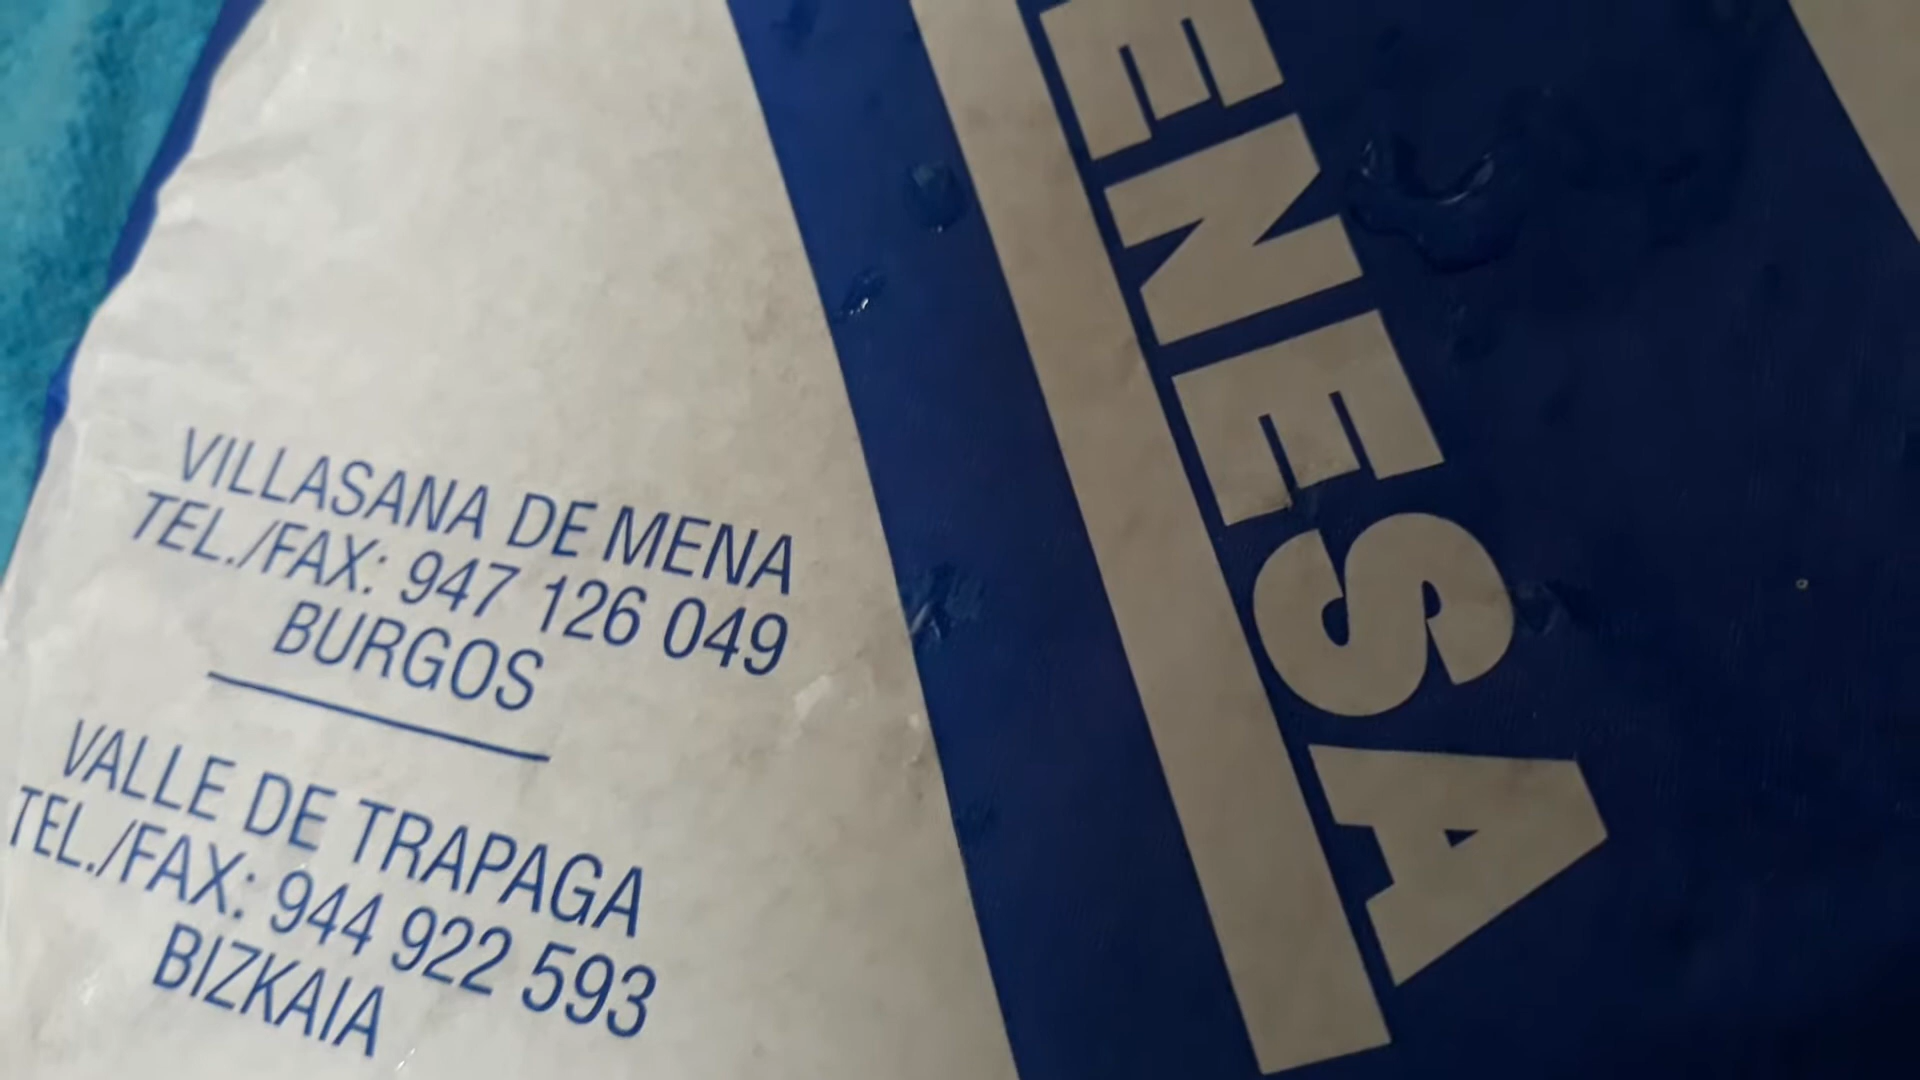 VILLASANA DE MENA
TEL./FAX: 947 126 049
BURGOS
VALLE DE TRAPAGA
TEL./FAX: 944 922 593
BIZKAIA
ENESA